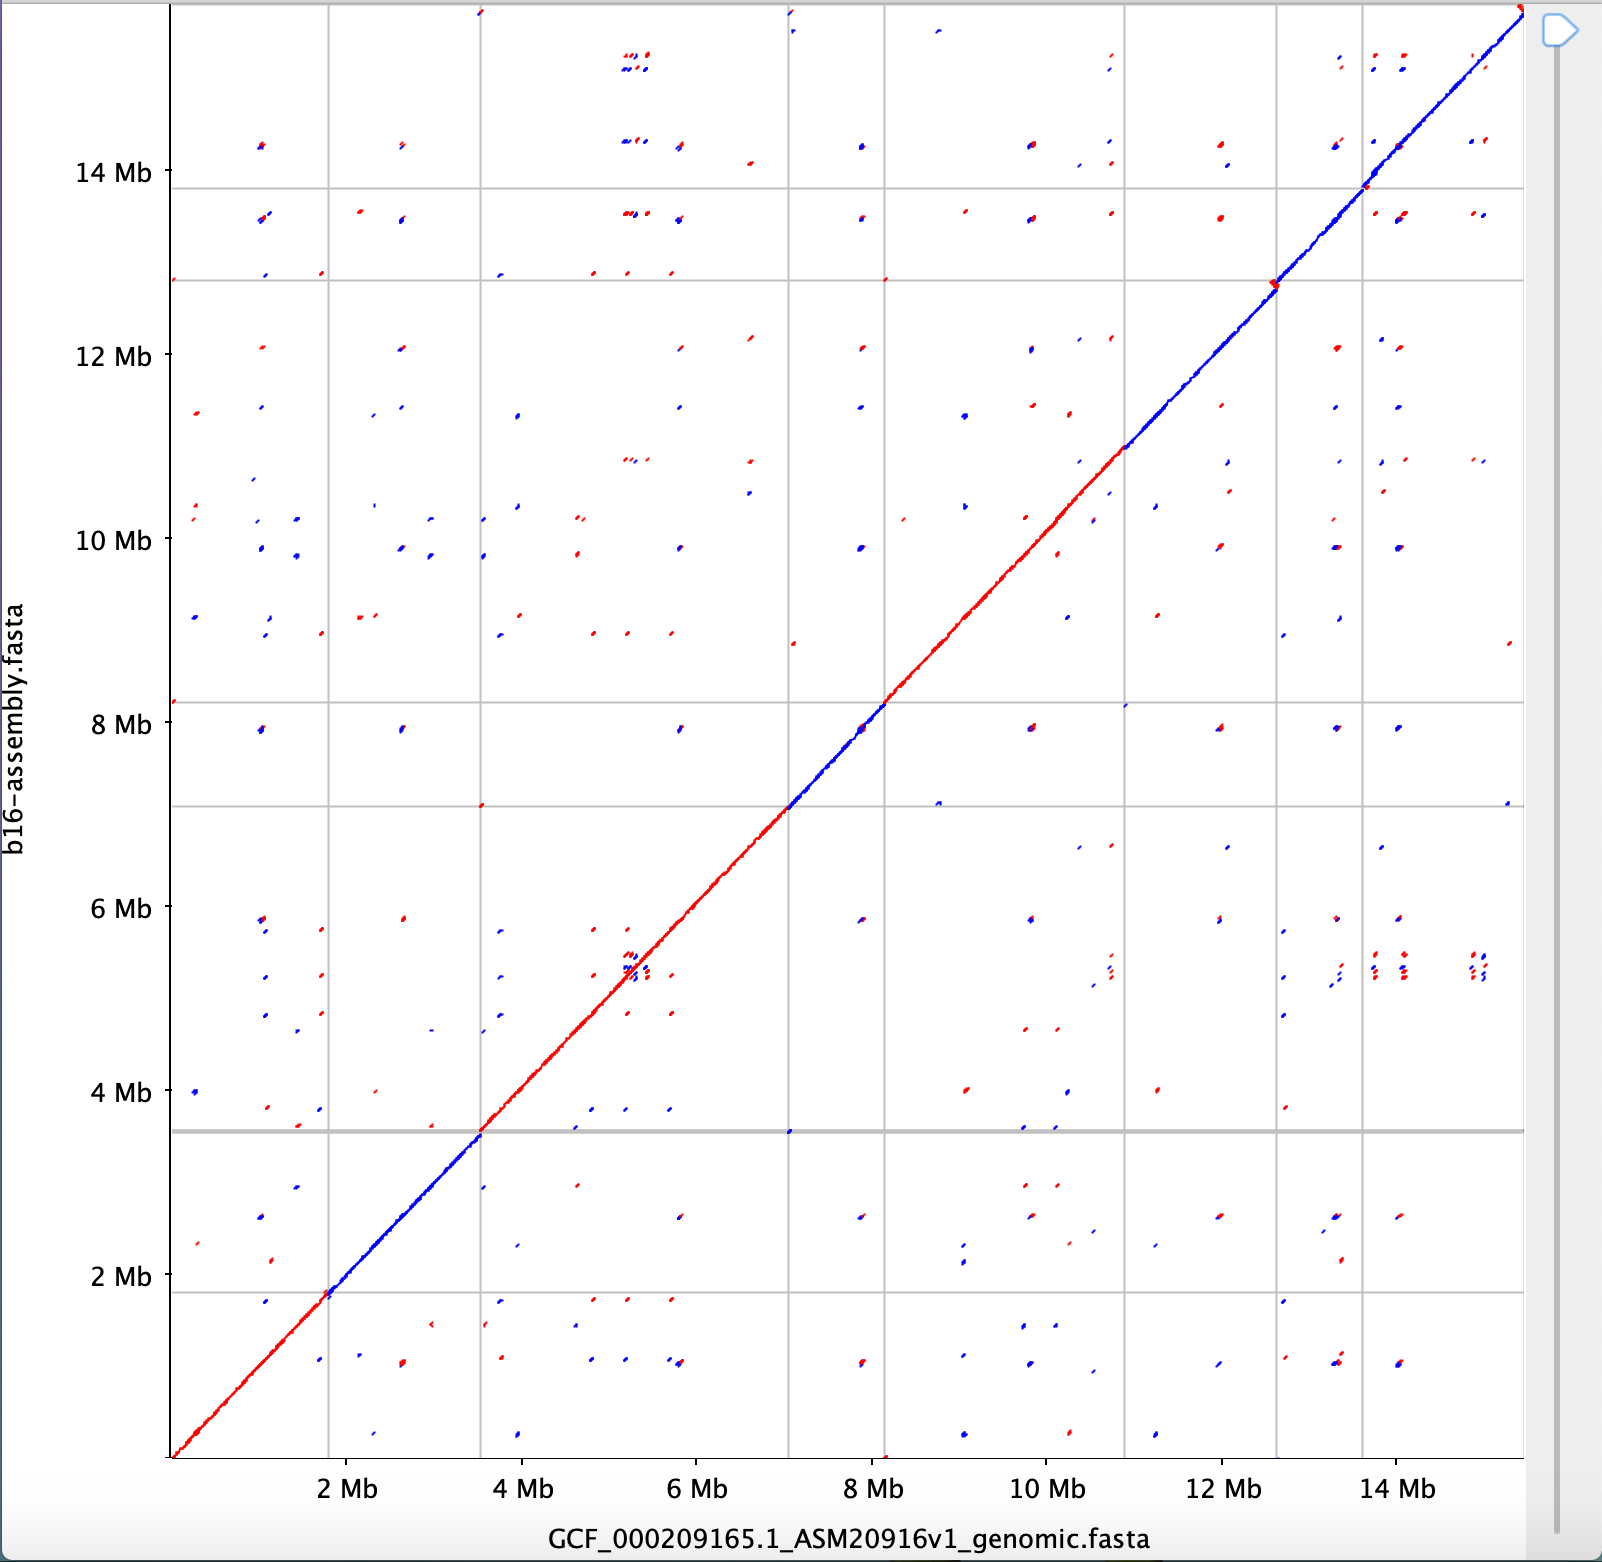 14 Mb
12 Mb
10 Mb
8 Mb
6 Mb
4 Mb
2 Mb
b16-assembly.fasta
2 Mb 4 Mb 6 Mb 8 Mb 10 Mb 12 Mb 14 Mb
GCF_000209165.1_ASM20916v1_genomic.fasta